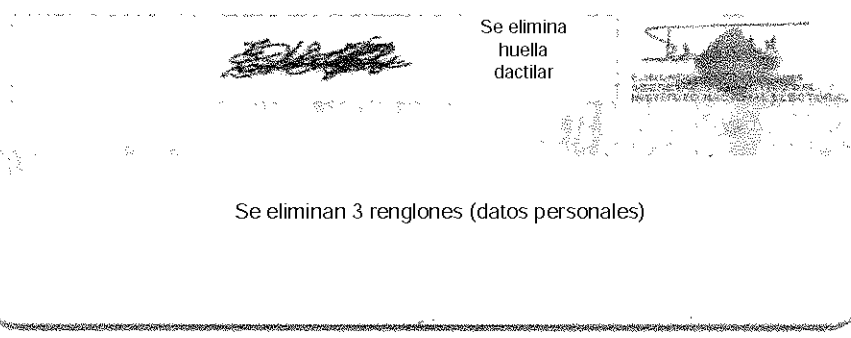 Se elimina
huella
dactilar
Se eliminan 3 renglones (datos personales)